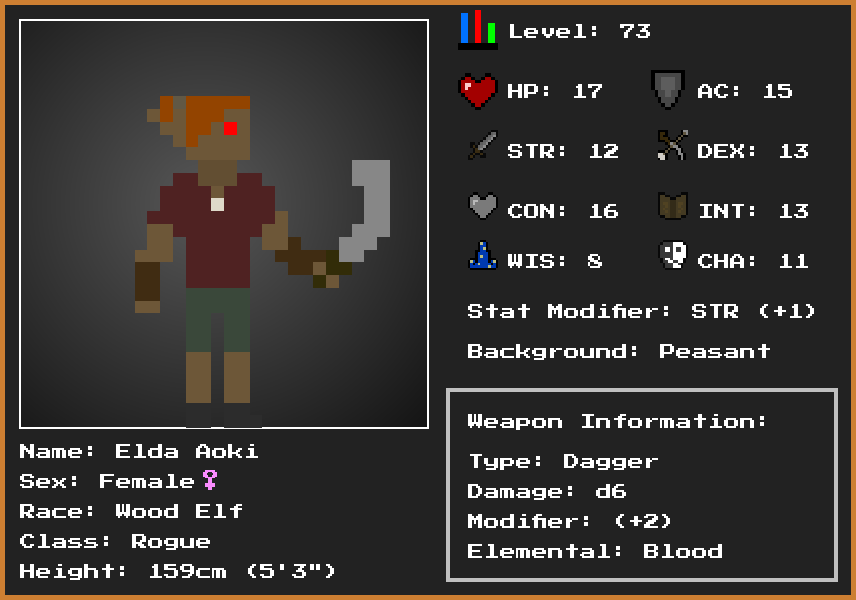 Level: 73
HP: 17 AC: 15
STR: 12 DEX: 13
CON: 16 INT: 13
WIS: 8 CHA: 11
Stat Modifier: STR (+1)
Background: Peasant
Weapon Information:
Type: Dagger
Damage: d6
Modifier: (+2)
Elemental: Blood
Name: Elda Aoki
Sex: Female♀
Race: Wood Elf
Class: Rogue
Height: 159cm (5'3")